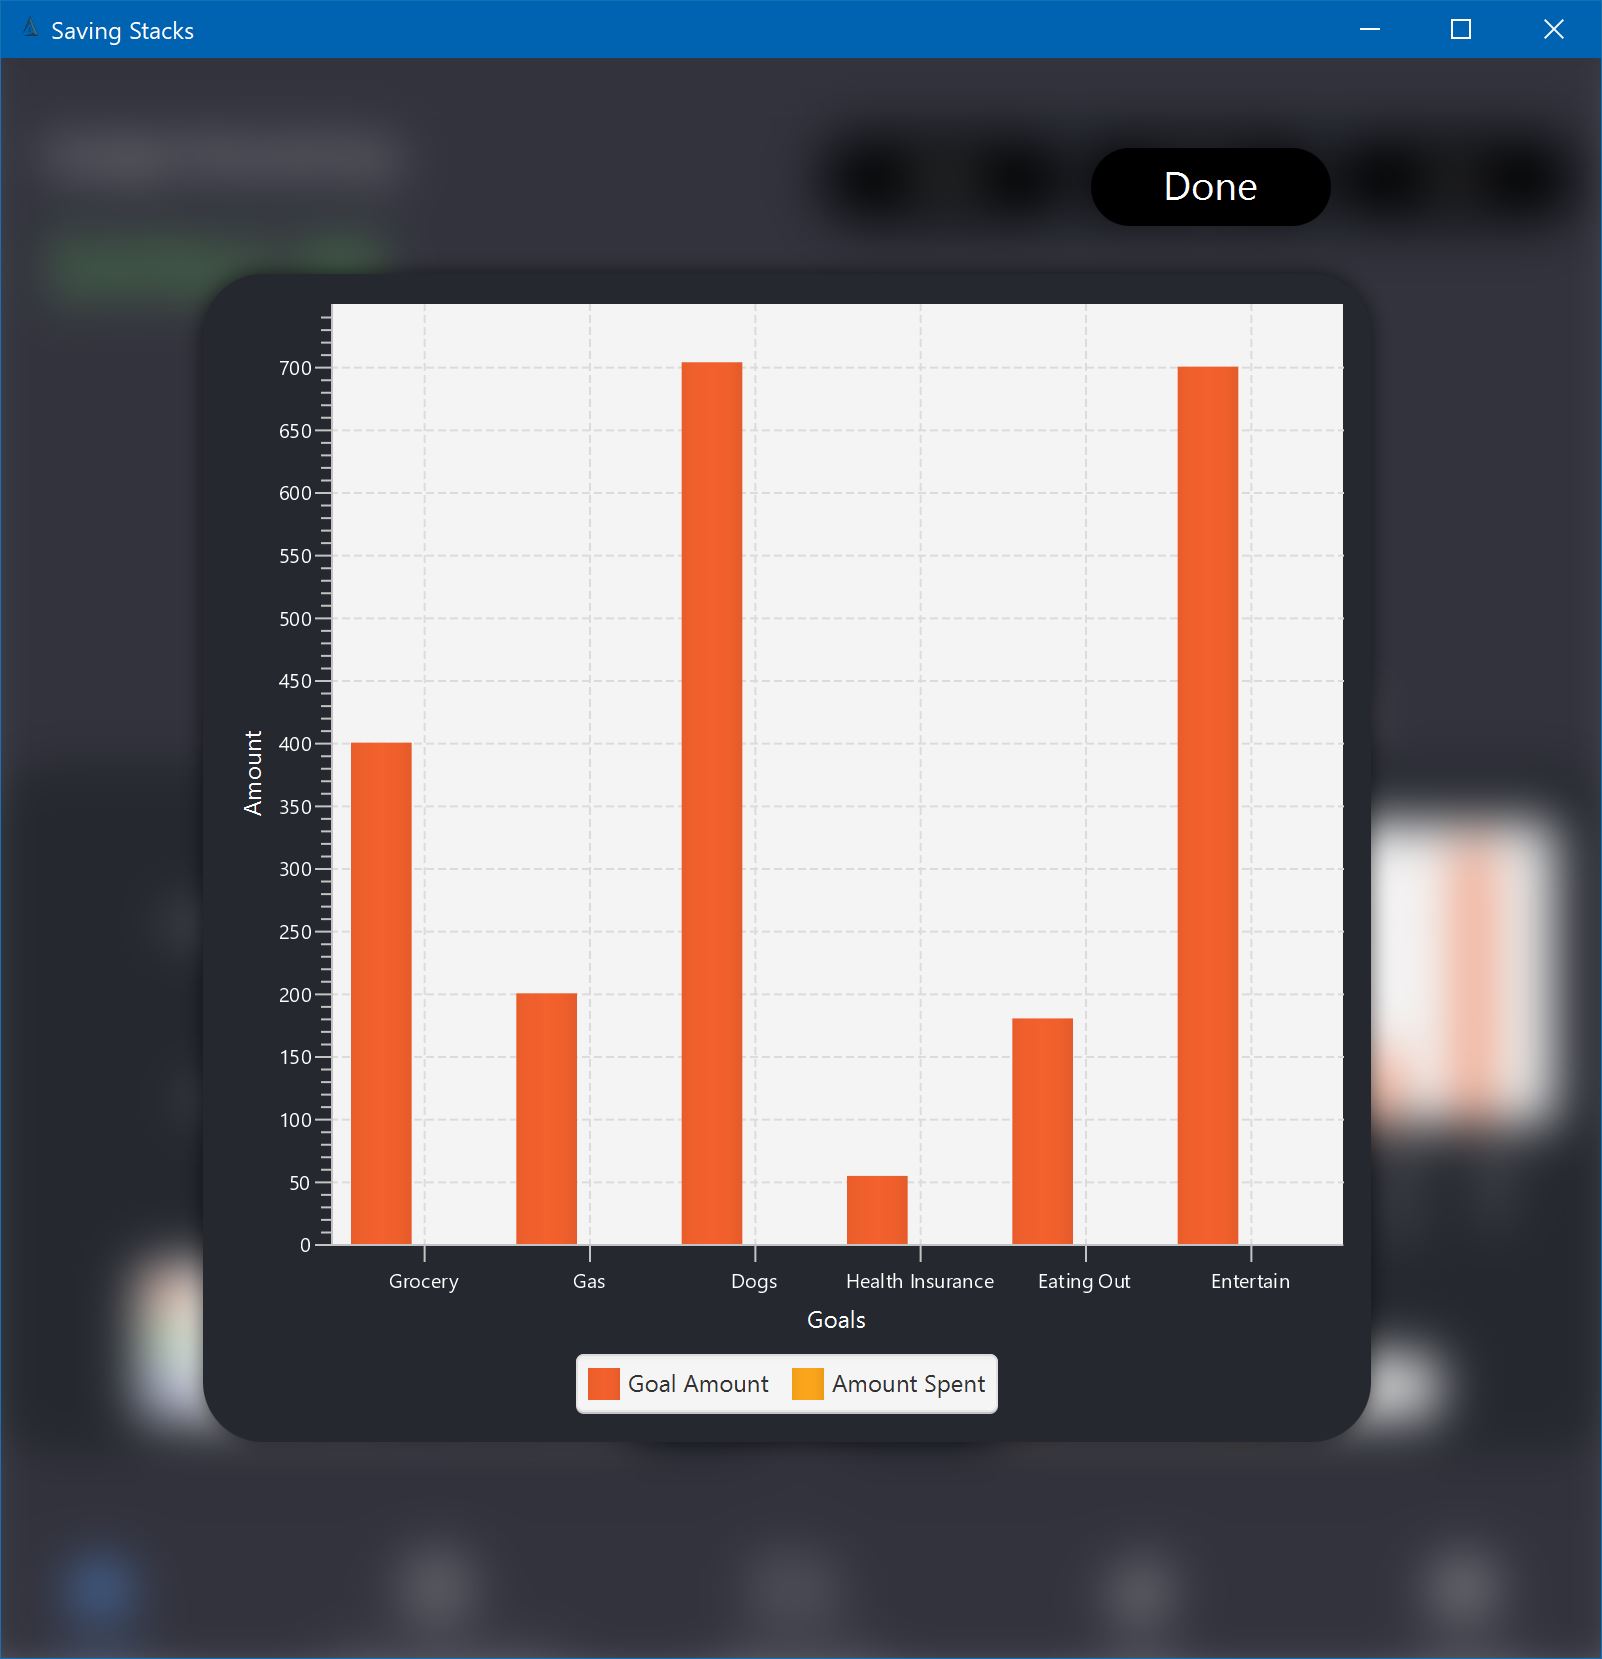 Saving Stacks
Done
700
650
600
550
500
450
400
350
300
250
200
150
100
50
0
Amount
Grocery Gas Dogs Health Insurance Eating Out Entertain
Goals
Goal Amount Amount Spent